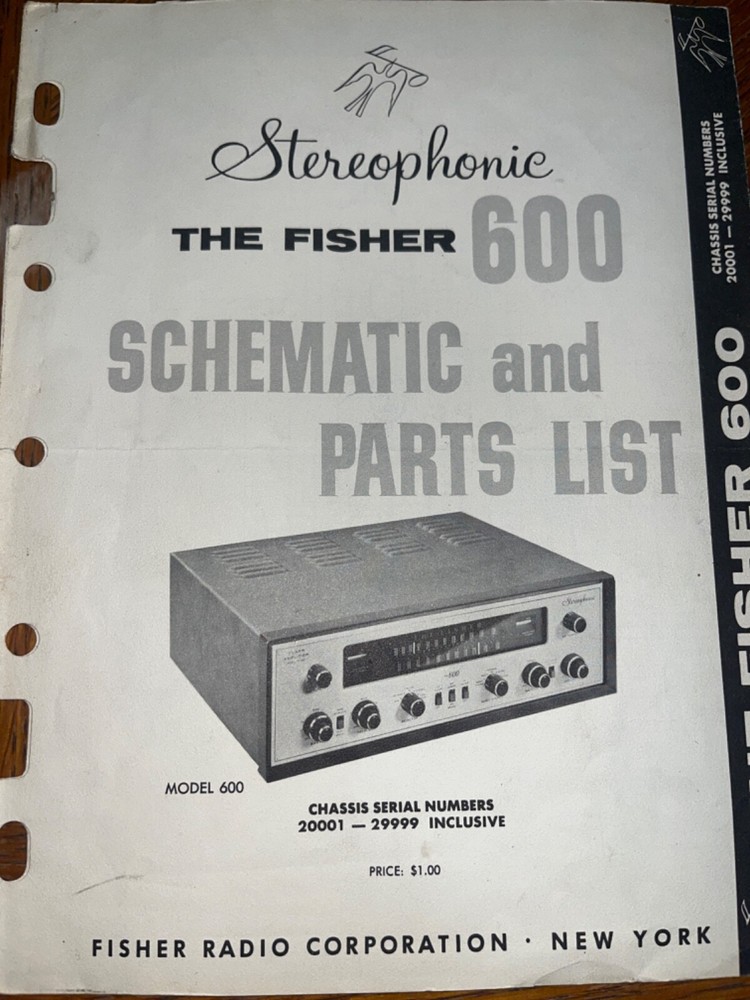 Stereophonic
THE FISHER 600
SCHEMATIC and
PARTS LIST
Stereophonic
MODEL 600
CHASSIS SERIAL NUMBERS
20001 — 29999 INCLUSIVE
PRICE: $1.00
FISHER RADIO CORPORATION · NEW YORK
CHASSIS SERIAL NUMBERS
20001 — 29999 INCLUSIVE
FISHER 600